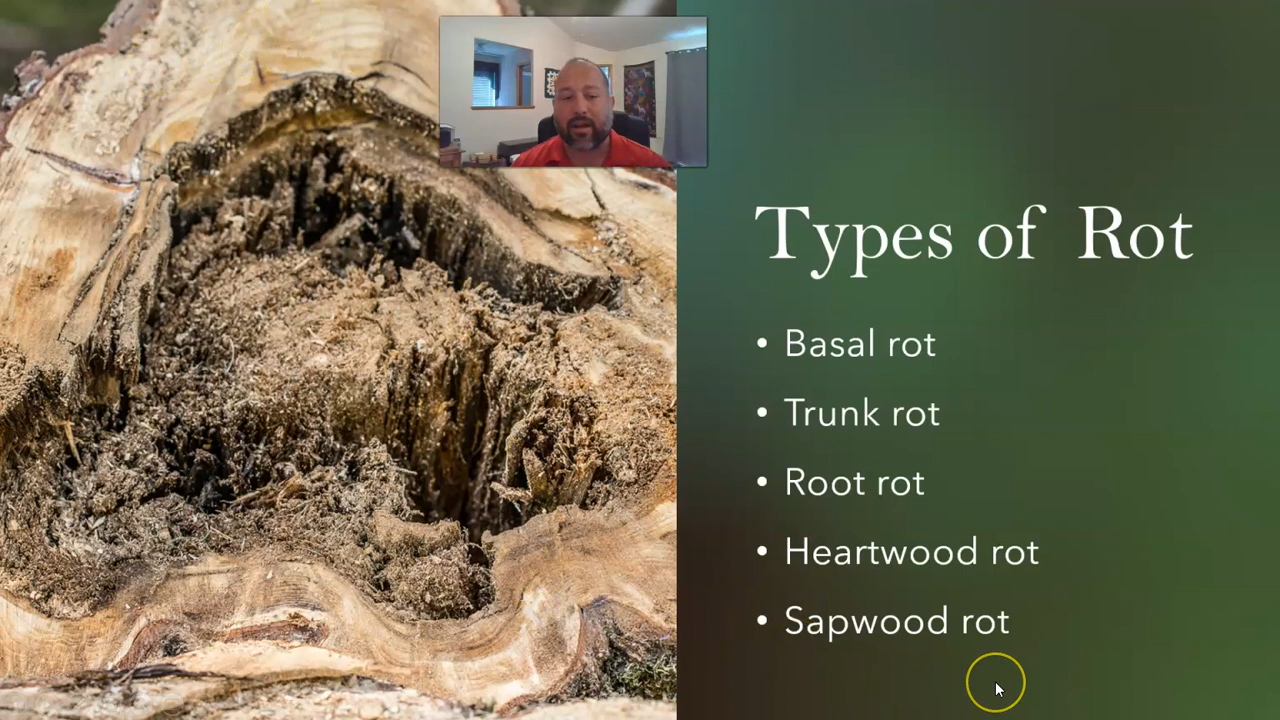 Types of Rot
• Basal rot
• Trunk rot
• Root rot
• Heartwood rot
• Sapwood rot